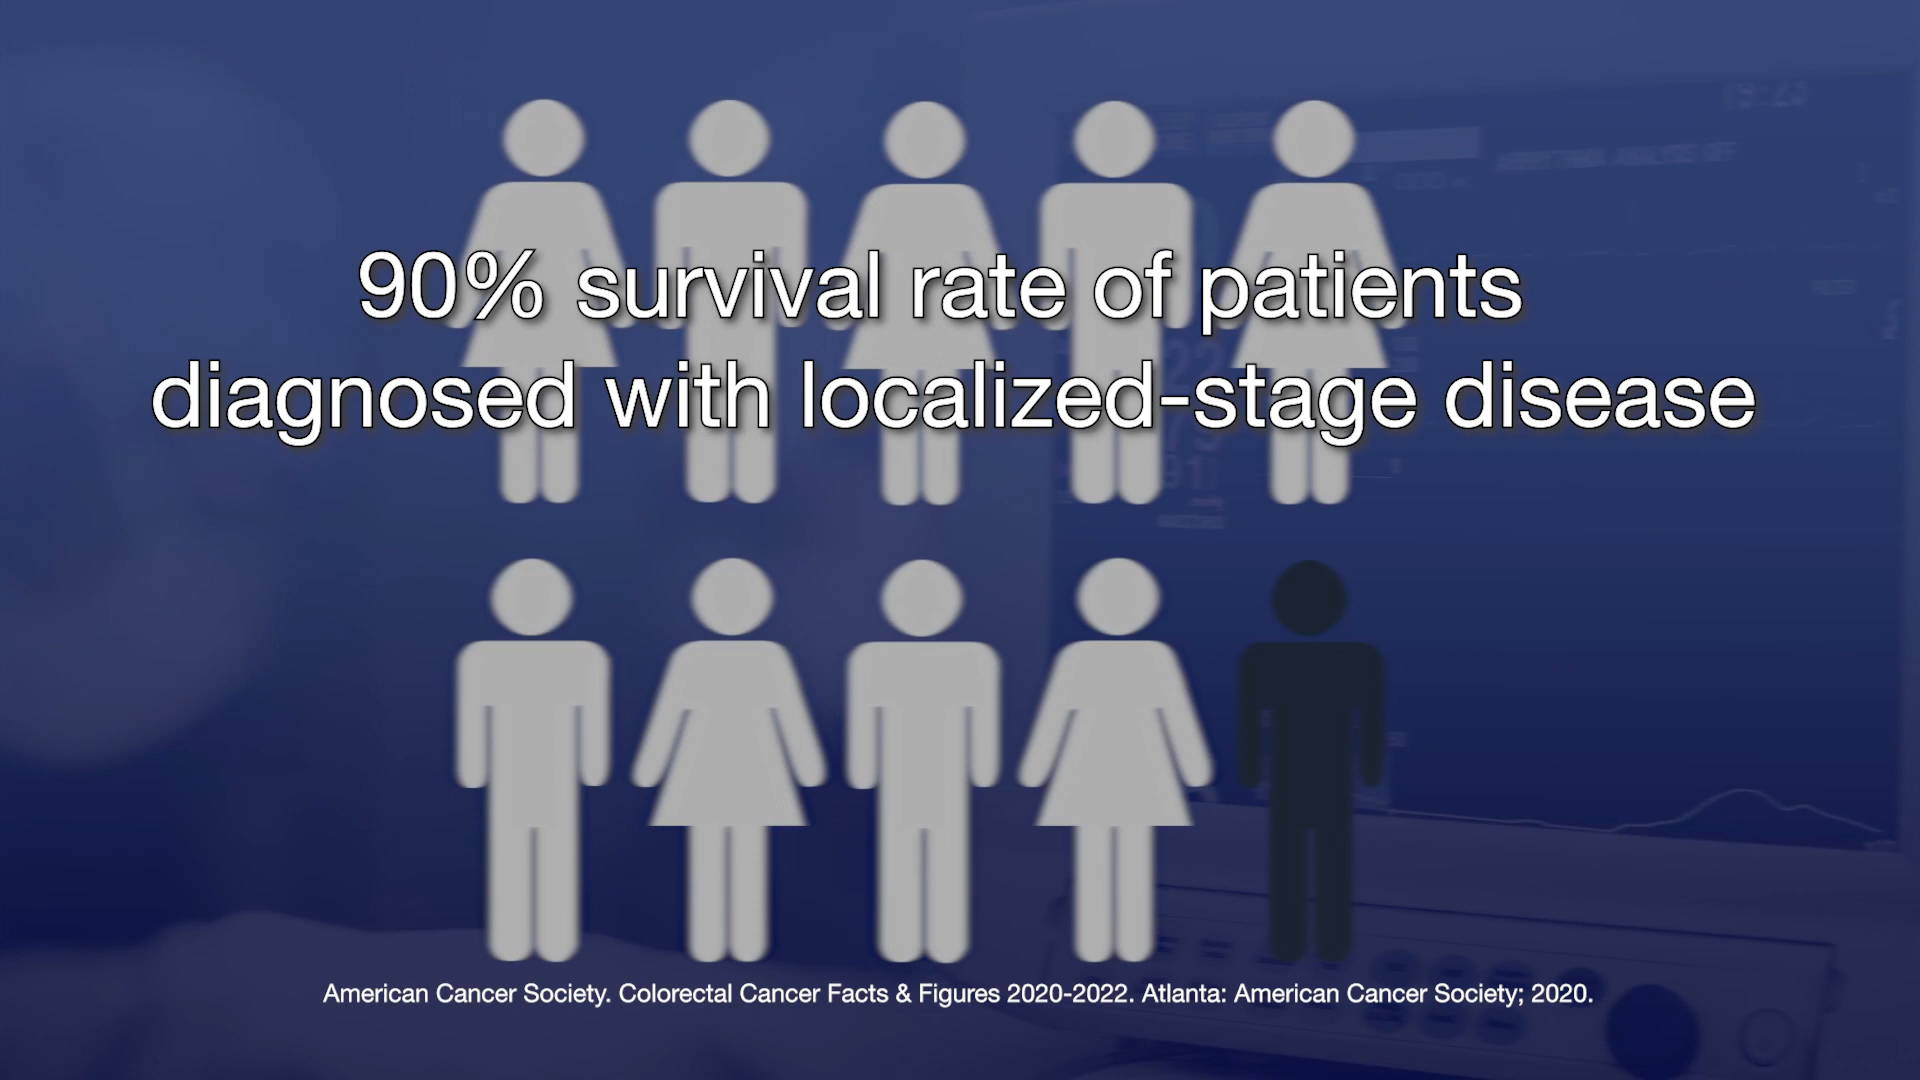 90% survival rate of patients
diagnosed with localized-stage disease
American Cancer Society. Colorectal Cancer Facts & Figures 2020-2022. Atlanta: American Cancer Society; 2020.